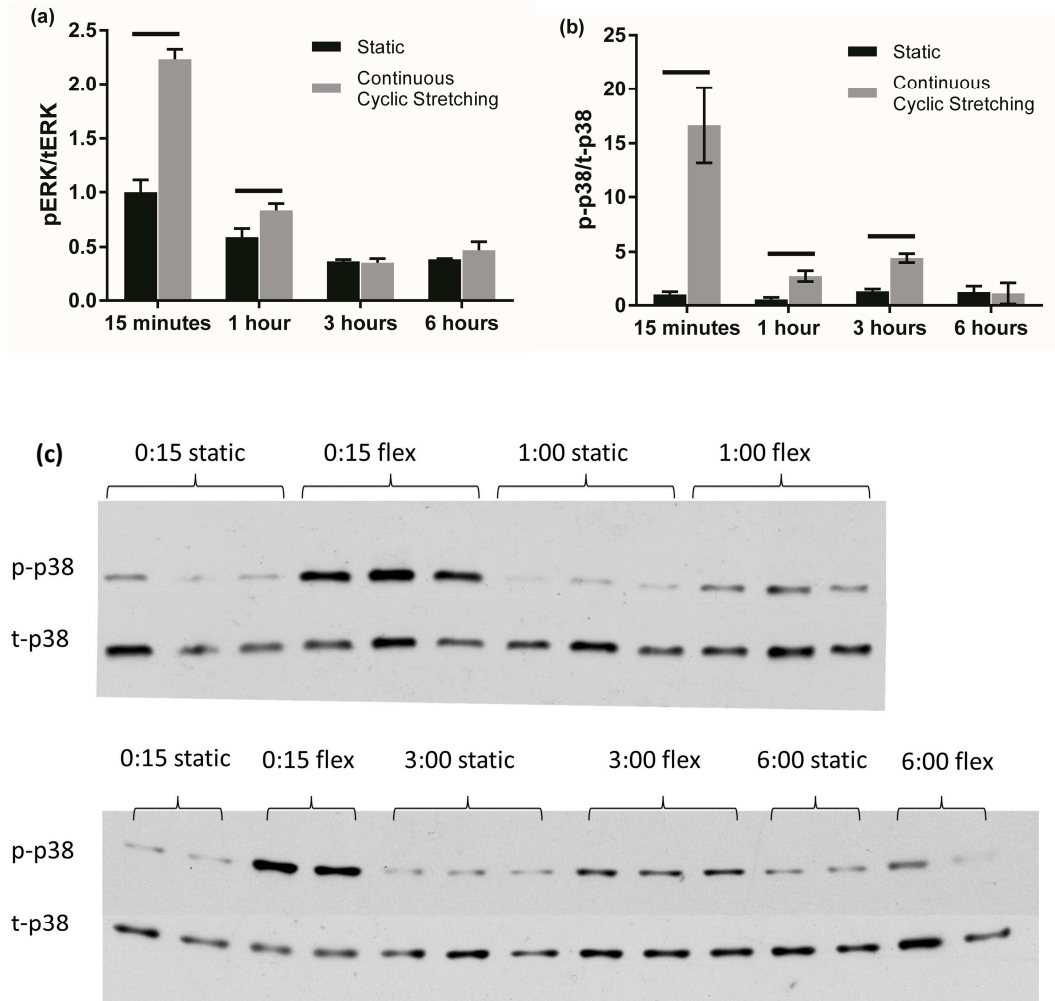 (a)
pERK/tERK
2.5
2.0
1.5
1.0
0.5
0.0
Static
Continuous
Cyclic Stretching
15 minutes 1 hour 3 hours 6 hours
(b)
p-p38/t-p38
25
20
15
10
5
0
Static
Continuous
Cyclic Stretching
15 minutes 1 hour 3 hours 6 hours
(c)
0:15 static 0:15 flex 1:00 static 1:00 flex
p-p38
t-p38
0:15 static 0:15 flex 3:00 static 3:00 flex 6:00 static 6:00 flex
p-p38
t-p38